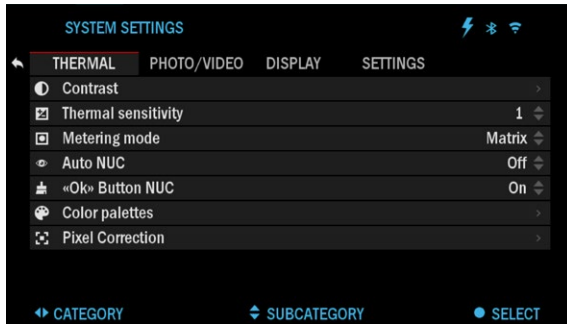 SYSTEM SETTINGS
THERMAL PHOTO/VIDEO DISPLAY SETTINGS
Contrast
Thermal sensitivity 1
Metering mode Matrix
Auto NUC Off
«Ok» Button NUC On
Color palettes
Pixel Correction
CATEGORY SUBCATEGORY SELECT